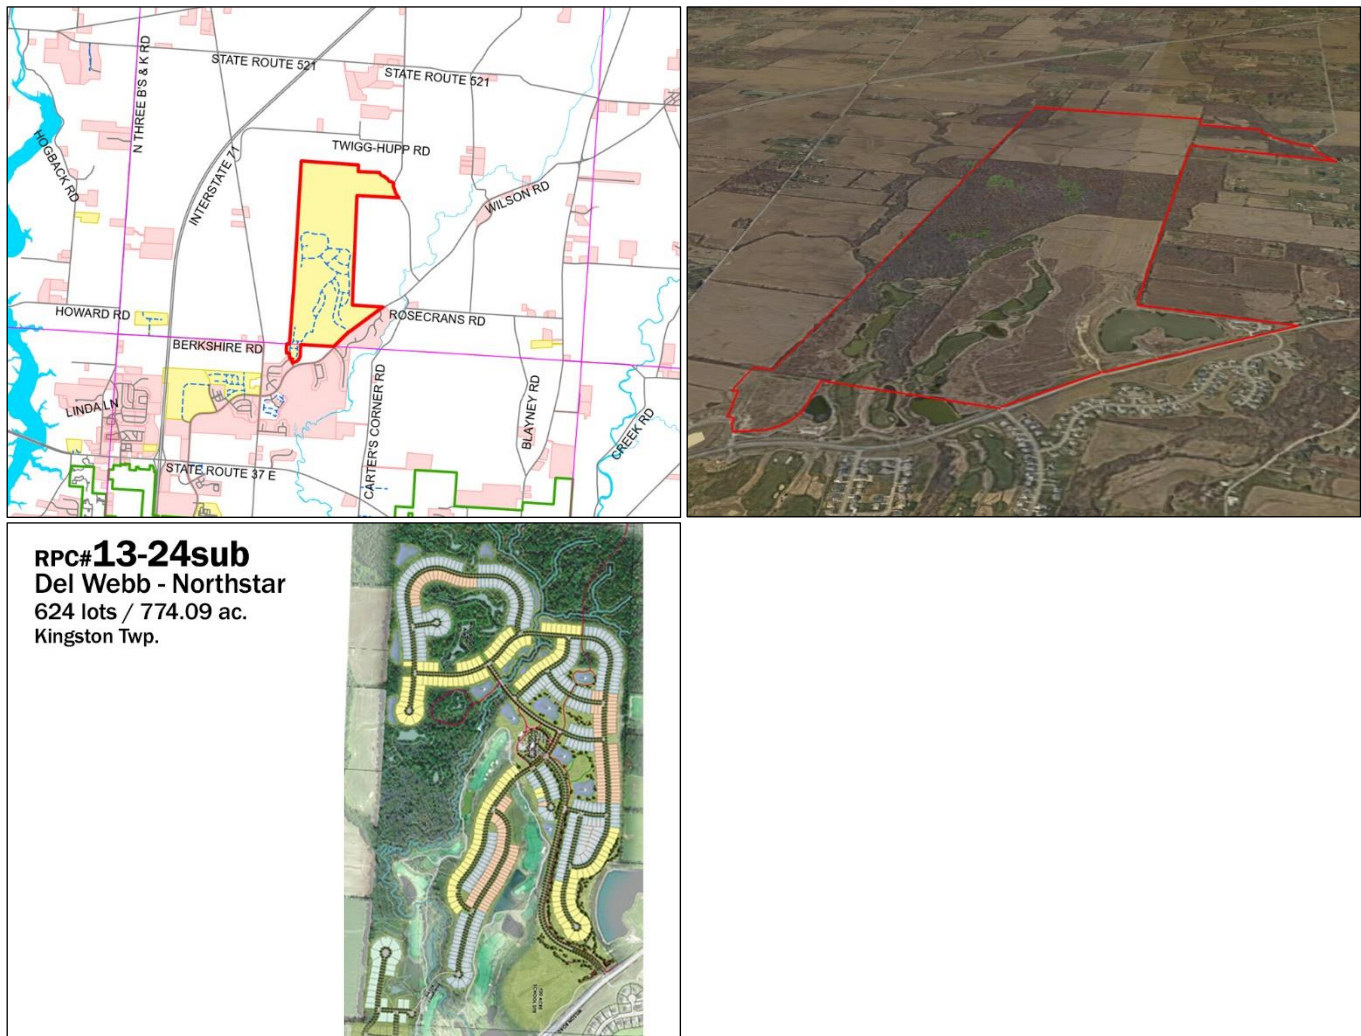 STATE ROUTE 521
STATE ROUTE 521
N THREE B'S & K RD
HOGBACK RD
INTERSTATE 71
TWIGG-HUPP RD
WILSON RD
HOWARD RD
BERKSHIRE RD
ROSECRANS RD
LINDA LN
CARTER'S CORNER RD
BLAYNEY RD
CREEK RD
STATE ROUTE 37 E
RPC#13-24sub
Del Webb - Northstar
624 lots / 774.09 ac.
Kingston Twp.